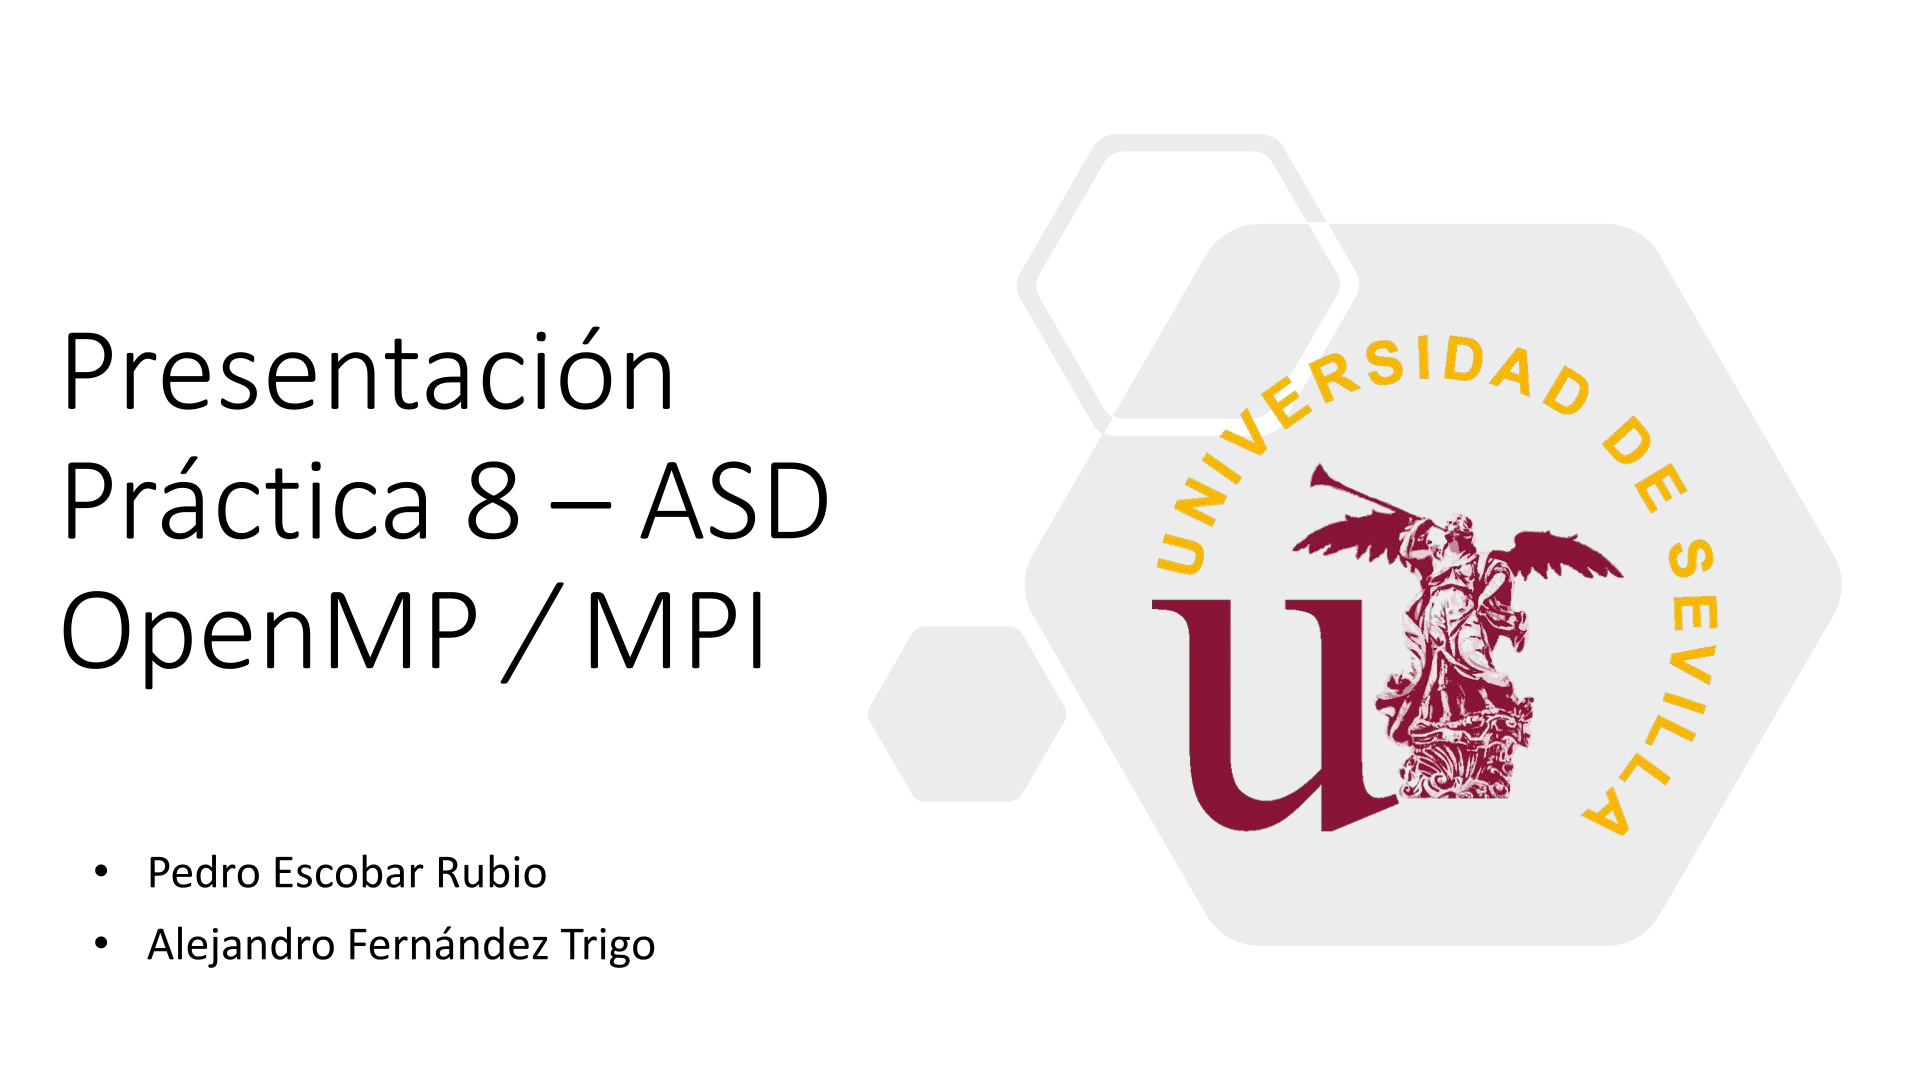 Presentación
Práctica 8 – ASD
OpenMP / MPI
• Pedro Escobar Rubio
• Alejandro Fernández Trigo
UNIVERSIDAD DE SEVILLA
u